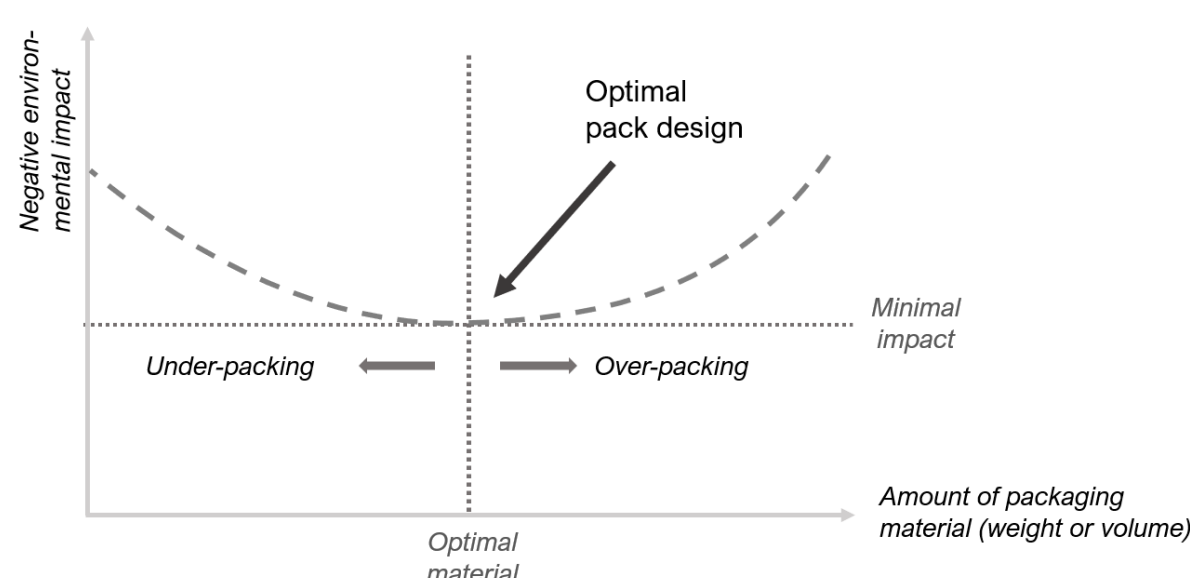 Negative environ-
mental impact
Optimal
pack design
Minimal
impact
Under-packing
Over-packing
Amount of packaging
material (weight or volume)
Optimal
material